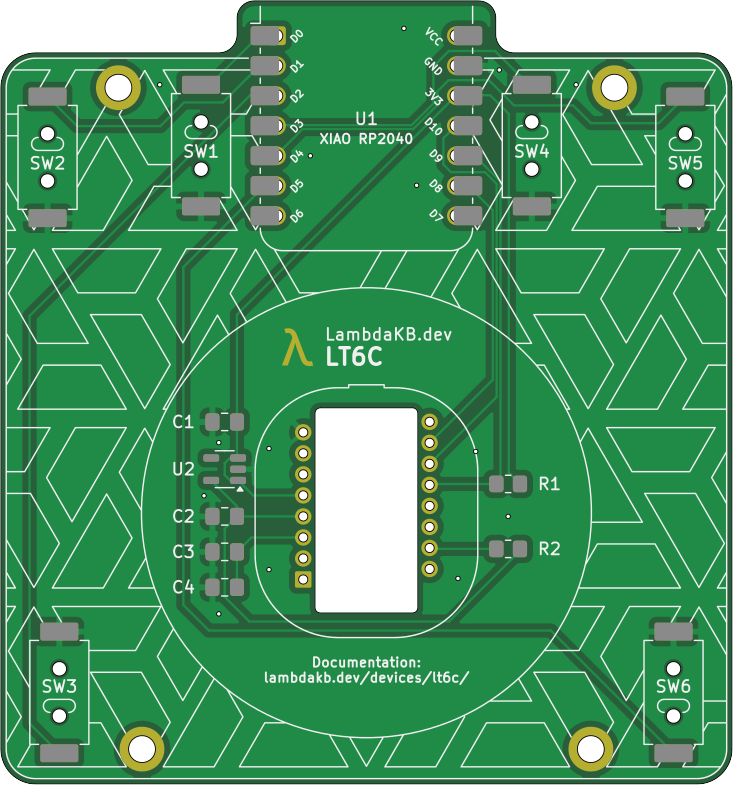 D0
VCC
D1
GND
D2
3V3
D3
U1
D10
XIAO RP2040
D4
D9
D5
D8
D6
D7
SW2
SW1
SW4
SW5
λ
LambdaKB.dev
LT6C
C1
U2
R1
C2
C3
R2
C4
Documentation:
lambdakb.dev/devices/lt6c/
SW3
SW6